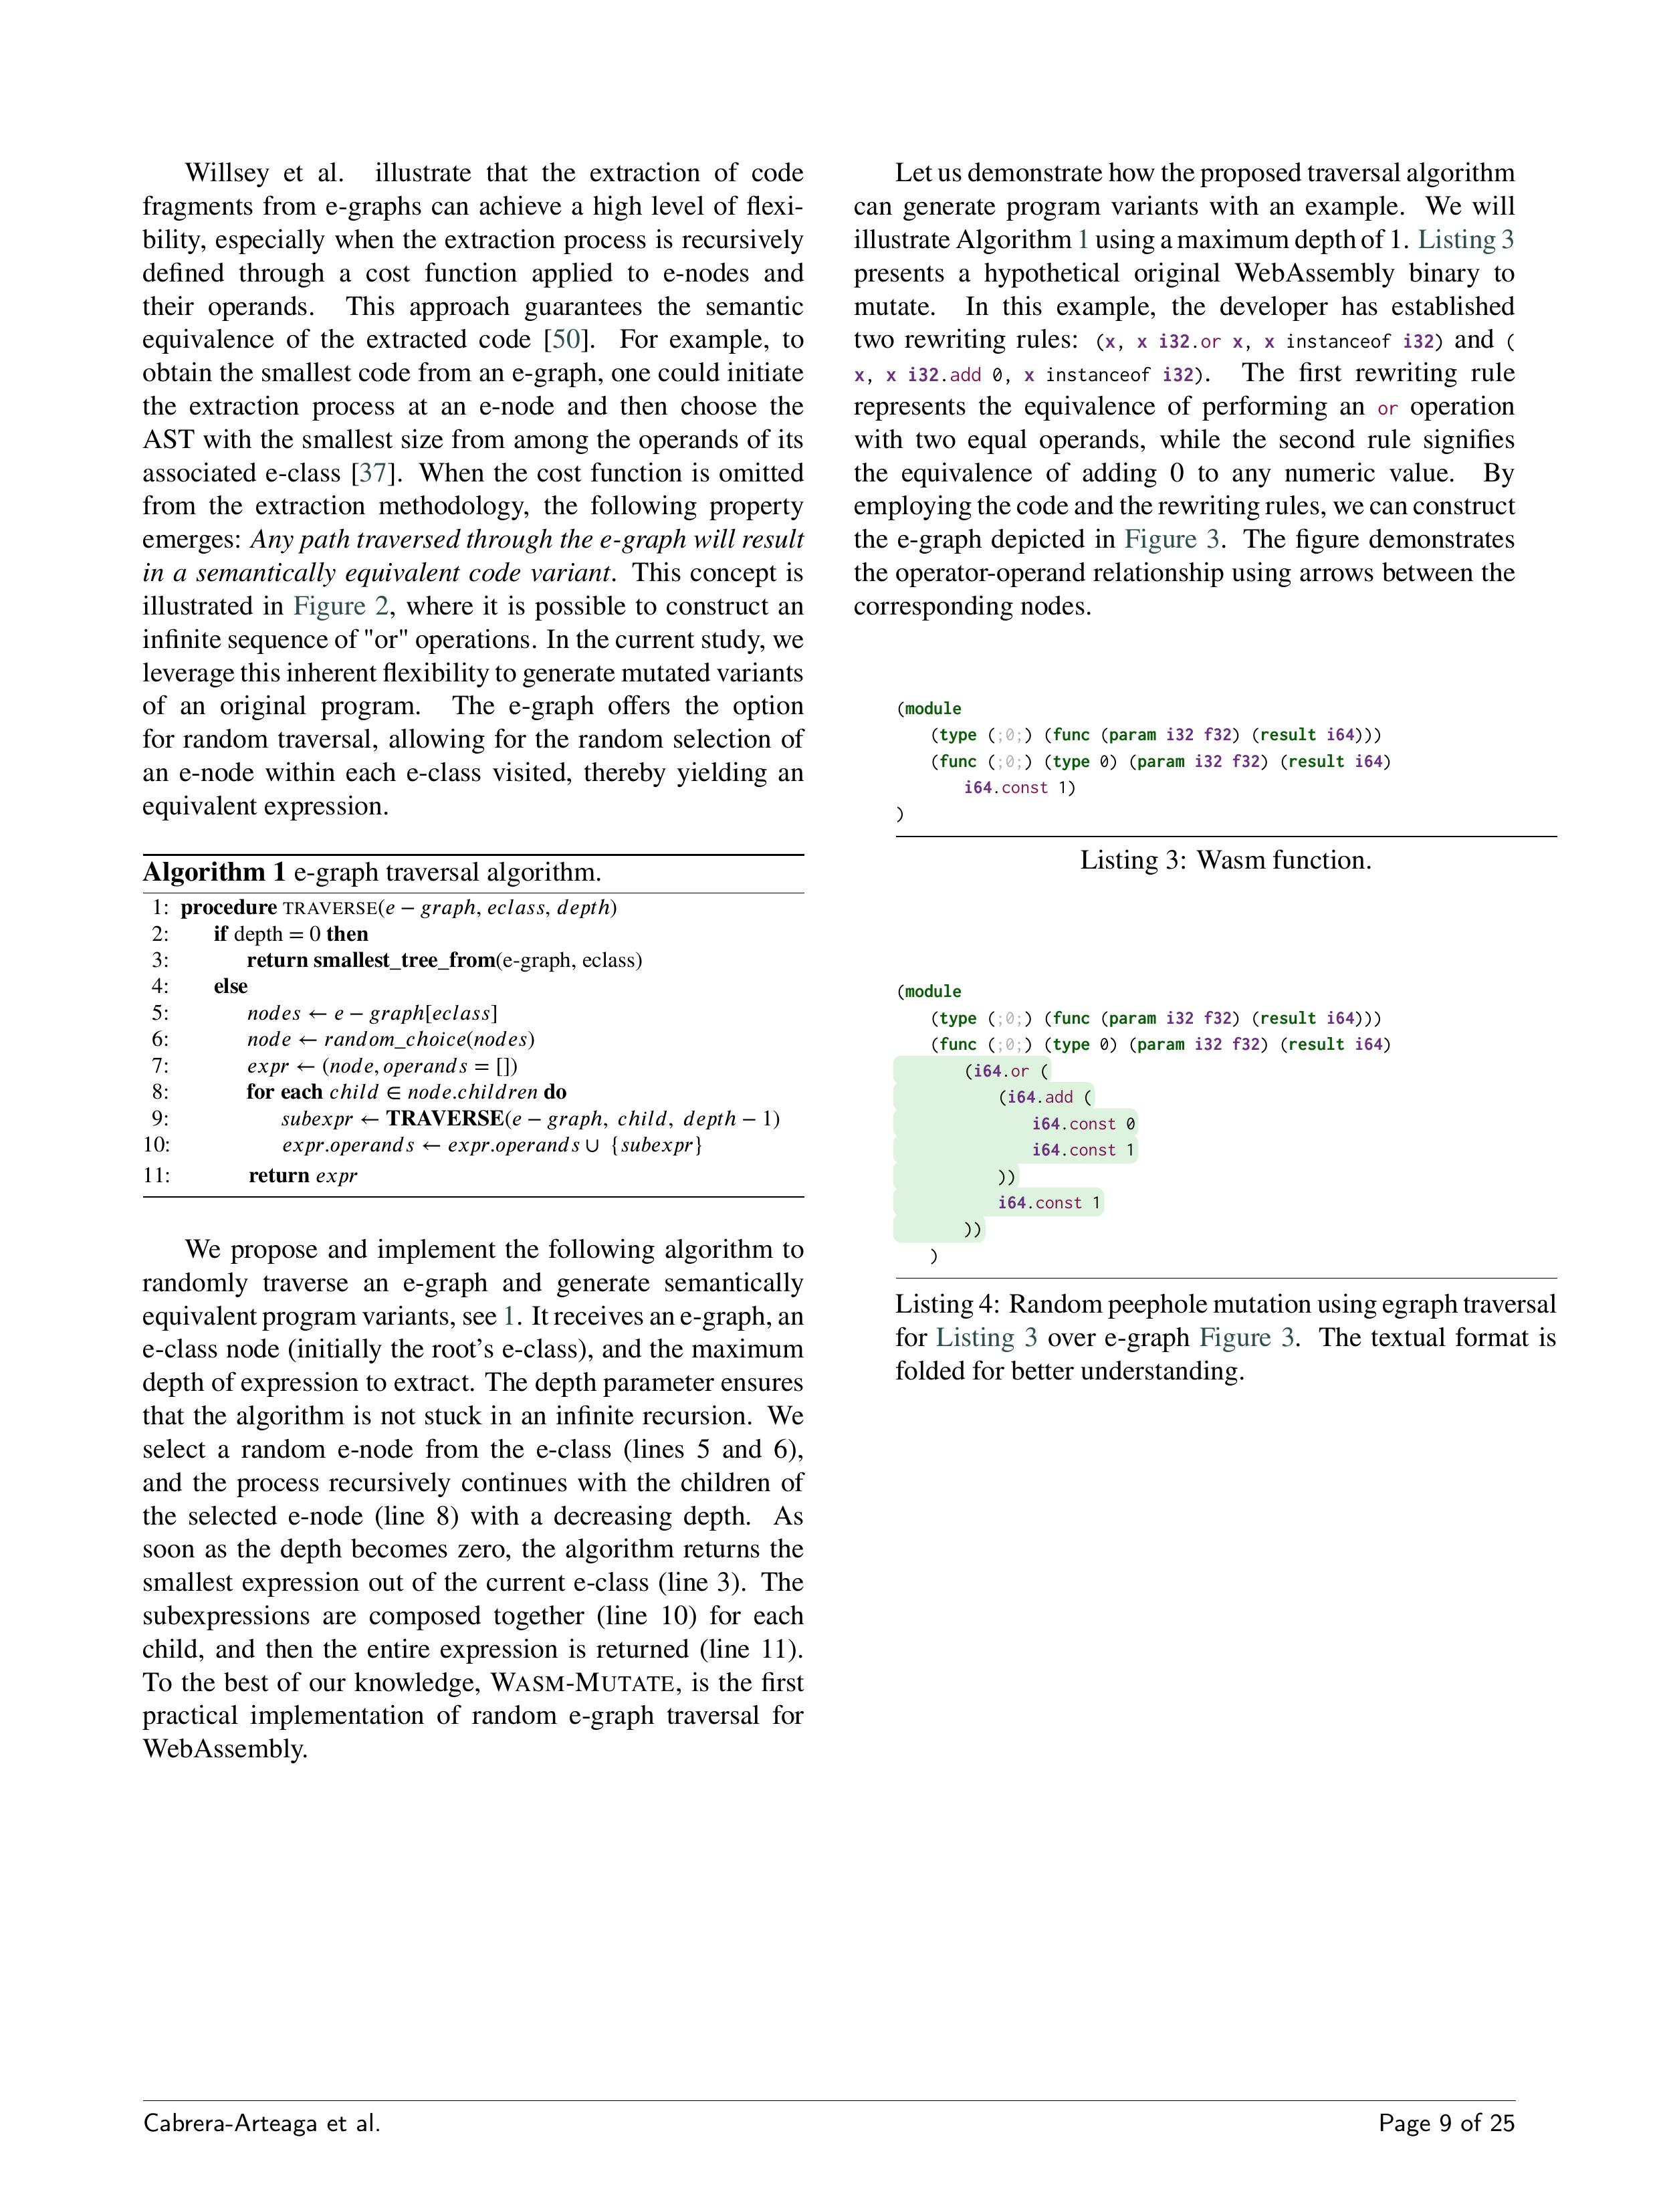 Willsey et al. illustrate that the extraction of code
fragments from e-graphs can achieve a high level of flexi-
bility, especially when the extraction process is recursively
defined through a cost function applied to e-nodes and
their operands. This approach guarantees the semantic
equivalence of the extracted code [50]. For example, to
obtain the smallest code from an e-graph, one could initiate
the extraction process at an e-node and then choose the
AST with the smallest size from among the operands of its
associated e-class [37]. When the cost function is omitted
from the extraction methodology, the following property
emerges: Any path traversed through the e-graph will result
in a semantically equivalent code variant. This concept is
illustrated in Figure 2, where it is possible to construct an
infinite sequence of "or" operations. In the current study, we
leverage this inherent flexibility to generate mutated variants
of an original program. The e-graph offers the option
for random traversal, allowing for the random selection of
an e-node within each e-class visited, thereby yielding an
equivalent expression.
Algorithm 1 e-graph traversal algorithm.
1: procedure TRAVERSE(e − graph, eclass, depth)
2: if depth = 0 then
3: return smallest_tree_from(e-graph, eclass)
4: else
5: nodes ← e − graph[eclass]
6: node ← random_choice(nodes)
7: expr ← (node, operands = [])
8: for each child ∈ node.children do
9: subexpr ← TRAVERSE(e − graph, child, depth − 1)
10: expr.operands ← expr.operands ∪ {subexpr}
11: return expr
We propose and implement the following algorithm to
randomly traverse an e-graph and generate semantically
equivalent program variants, see 1. It receives an e-graph, an
e-class node (initially the root's e-class), and the maximum
depth of expression to extract. The depth parameter ensures
that the algorithm is not stuck in an infinite recursion. We
select a random e-node from the e-class (lines 5 and 6),
and the process recursively continues with the children of
the selected e-node (line 8) with a decreasing depth. As
soon as the depth becomes zero, the algorithm returns the
smallest expression out of the current e-class (line 3). The
subexpressions are composed together (line 10) for each
child, and then the entire expression is returned (line 11).
To the best of our knowledge, WASM-MUTATE, is the first
practical implementation of random e-graph traversal for
WebAssembly.
Let us demonstrate how the proposed traversal algorithm
can generate program variants with an example. We will
illustrate Algorithm 1 using a maximum depth of 1. Listing 3
presents a hypothetical original WebAssembly binary to
mutate. In this example, the developer has established
two rewriting rules: (x, x i32.or x, x instanceof i32) and (
x, x i32.add 0, x instanceof i32). The first rewriting rule
represents the equivalence of performing an or operation
with two equal operands, while the second rule signifies
the equivalence of adding 0 to any numeric value. By
employing the code and the rewriting rules, we can construct
the e-graph depicted in Figure 3. The figure demonstrates
the operator-operand relationship using arrows between the
corresponding nodes.
(module
(type (;0;) (func (param i32 f32) (result i64)))
(func (;0;) (type 0) (param i32 f32) (result i64)
i64.const 1)
)
Listing 3: Wasm function.
(module
(type (;0;) (func (param i32 f32) (result i64)))
(func (;0;) (type 0) (param i32 f32) (result i64)
(i64.or (
(i64.add (
i64.const 0
i64.const 1
))
i64.const 1
))
)
Listing 4: Random peephole mutation using egraph traversal
for Listing 3 over e-graph Figure 3. The textual format is
folded for better understanding.
Cabrera-Arteaga et al.
Page 9 of 25